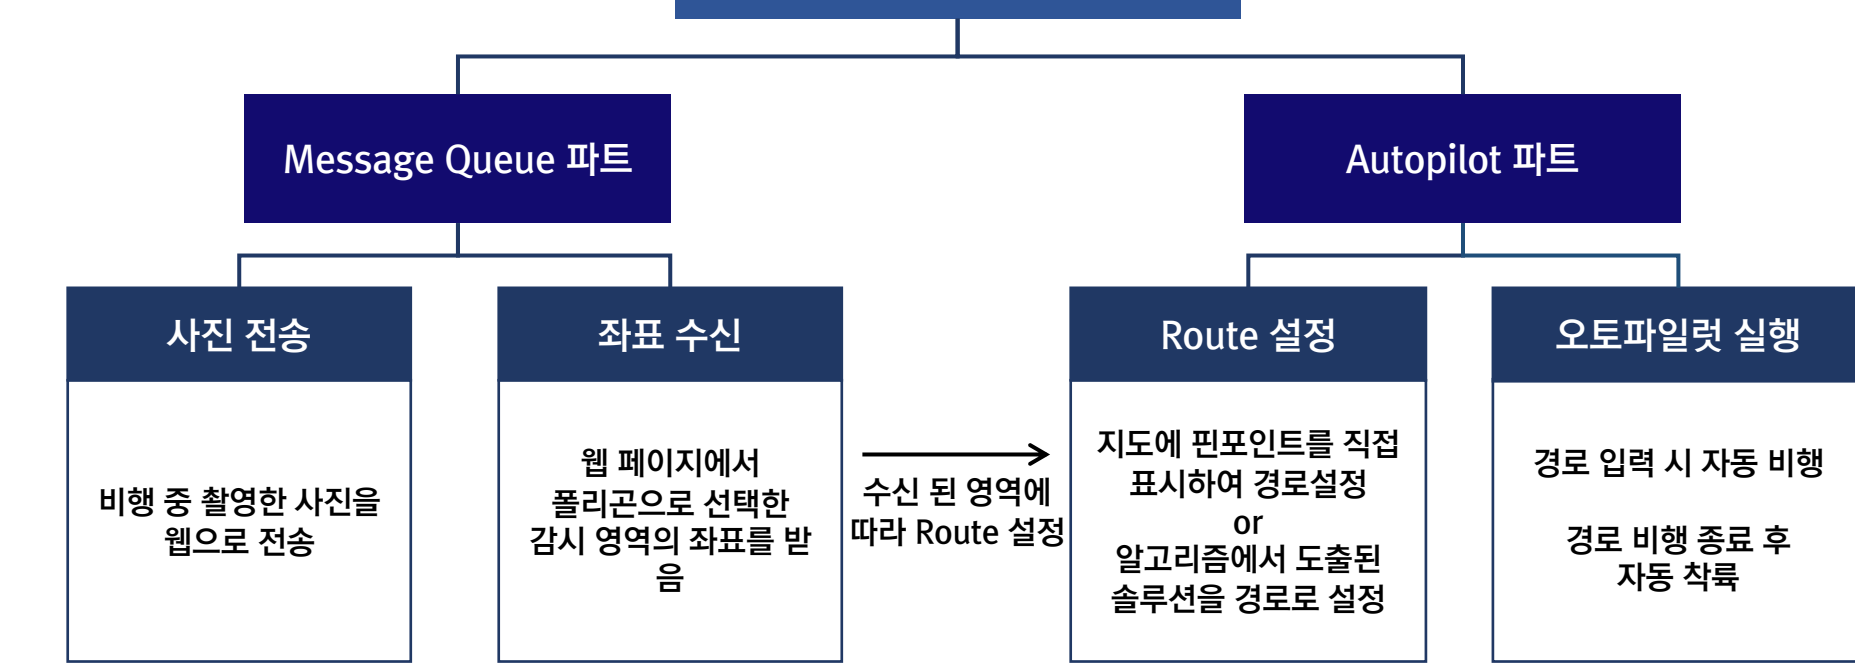 Message Queue 파트
Autopilot 파트
사진 전송
비행 중 촬영한 사진을
웹으로 전송
좌표 수신
웹 페이지에서
폴리곤으로 선택한
감시 영역의 좌표를 받
음
수신 된 영역에
따라 Route 설정
Route 설정
지도에 핀포인트를 직접
표시하여 경로설정
or
알고리즘에서 도출된
솔루션을 경로로 설정
오토파일럿 실행
경로 입력 시 자동 비행
경로 비행 종료 후
자동 착륙